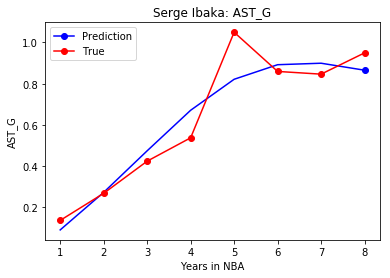 Serge Ibaka: AST_G
Prediction
True
AST_G
1.0
0.8
0.6
0.4
0.2
1 2 3 4 5 6 7 8
Years in NBA